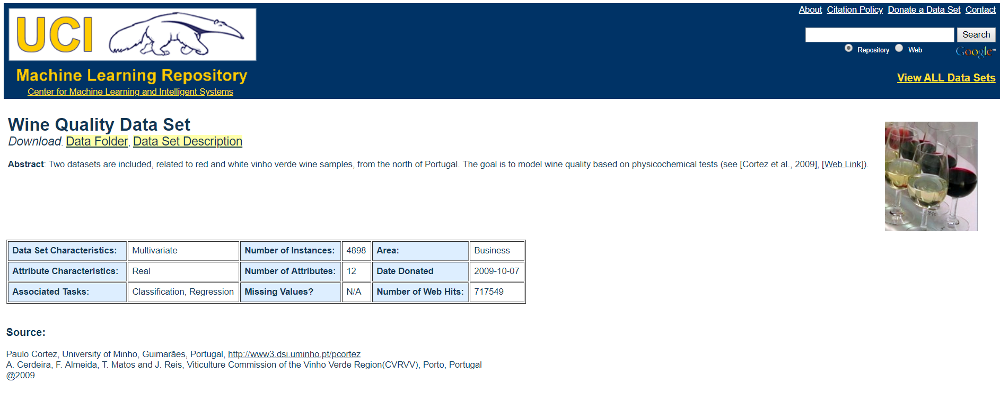 UCI
About Citation Policy Donate a Data Set Contact
Search
Repository Web Google™
Machine Learning Repository
Center for Machine Learning and Intelligent Systems
View ALL Data Sets
Wine Quality Data Set
Download: Data Folder, Data Set Description
Abstract: Two datasets are included, related to red and white vinho verde wine samples, from the north of Portugal. The goal is to model wine quality based on physicochemical tests (see [Cortez et al., 2009], [Web Link]).
Data Set Characteristics: Multivariate Number of Instances: 4898 Area: Business
Attribute Characteristics: Real Number of Attributes: 12 Date Donated 2009-10-07
Associated Tasks: Classification, Regression Missing Values? N/A Number of Web Hits: 717549
Source:
Paulo Cortez, University of Minho, Guimarães, Portugal, http://www3.dsi.uminho.pt/pcortez
A. Cerdeira, F. Almeida, T. Matos and J. Reis, Viticulture Commission of the Vinho Verde Region(CVRVV), Porto, Portugal
@2009